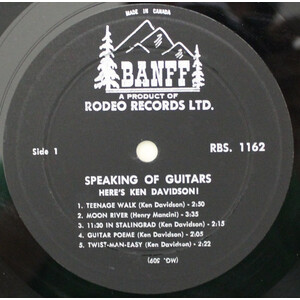 MADE IN CANADA
BANFF
A PRODUCT OF
RODEO RECORDS LTD.
Side 1
RBS. 1162
SPEAKING OF GUITARS
HERE'S KEN DAVIDSON!
1. TEENAGE WALK (Ken Davidson) - 2:50
2. MOON RIVER (Henry Mancini) - 3:35
3. 11:30 IN STALINGRAD (Ken Davidson) - 2:15
4. GUITAR POEME (Ken Davidson) - 2:05
5. TWIST-MAN-EASY (Ken Davidson) - 2:22
(MG. 509)